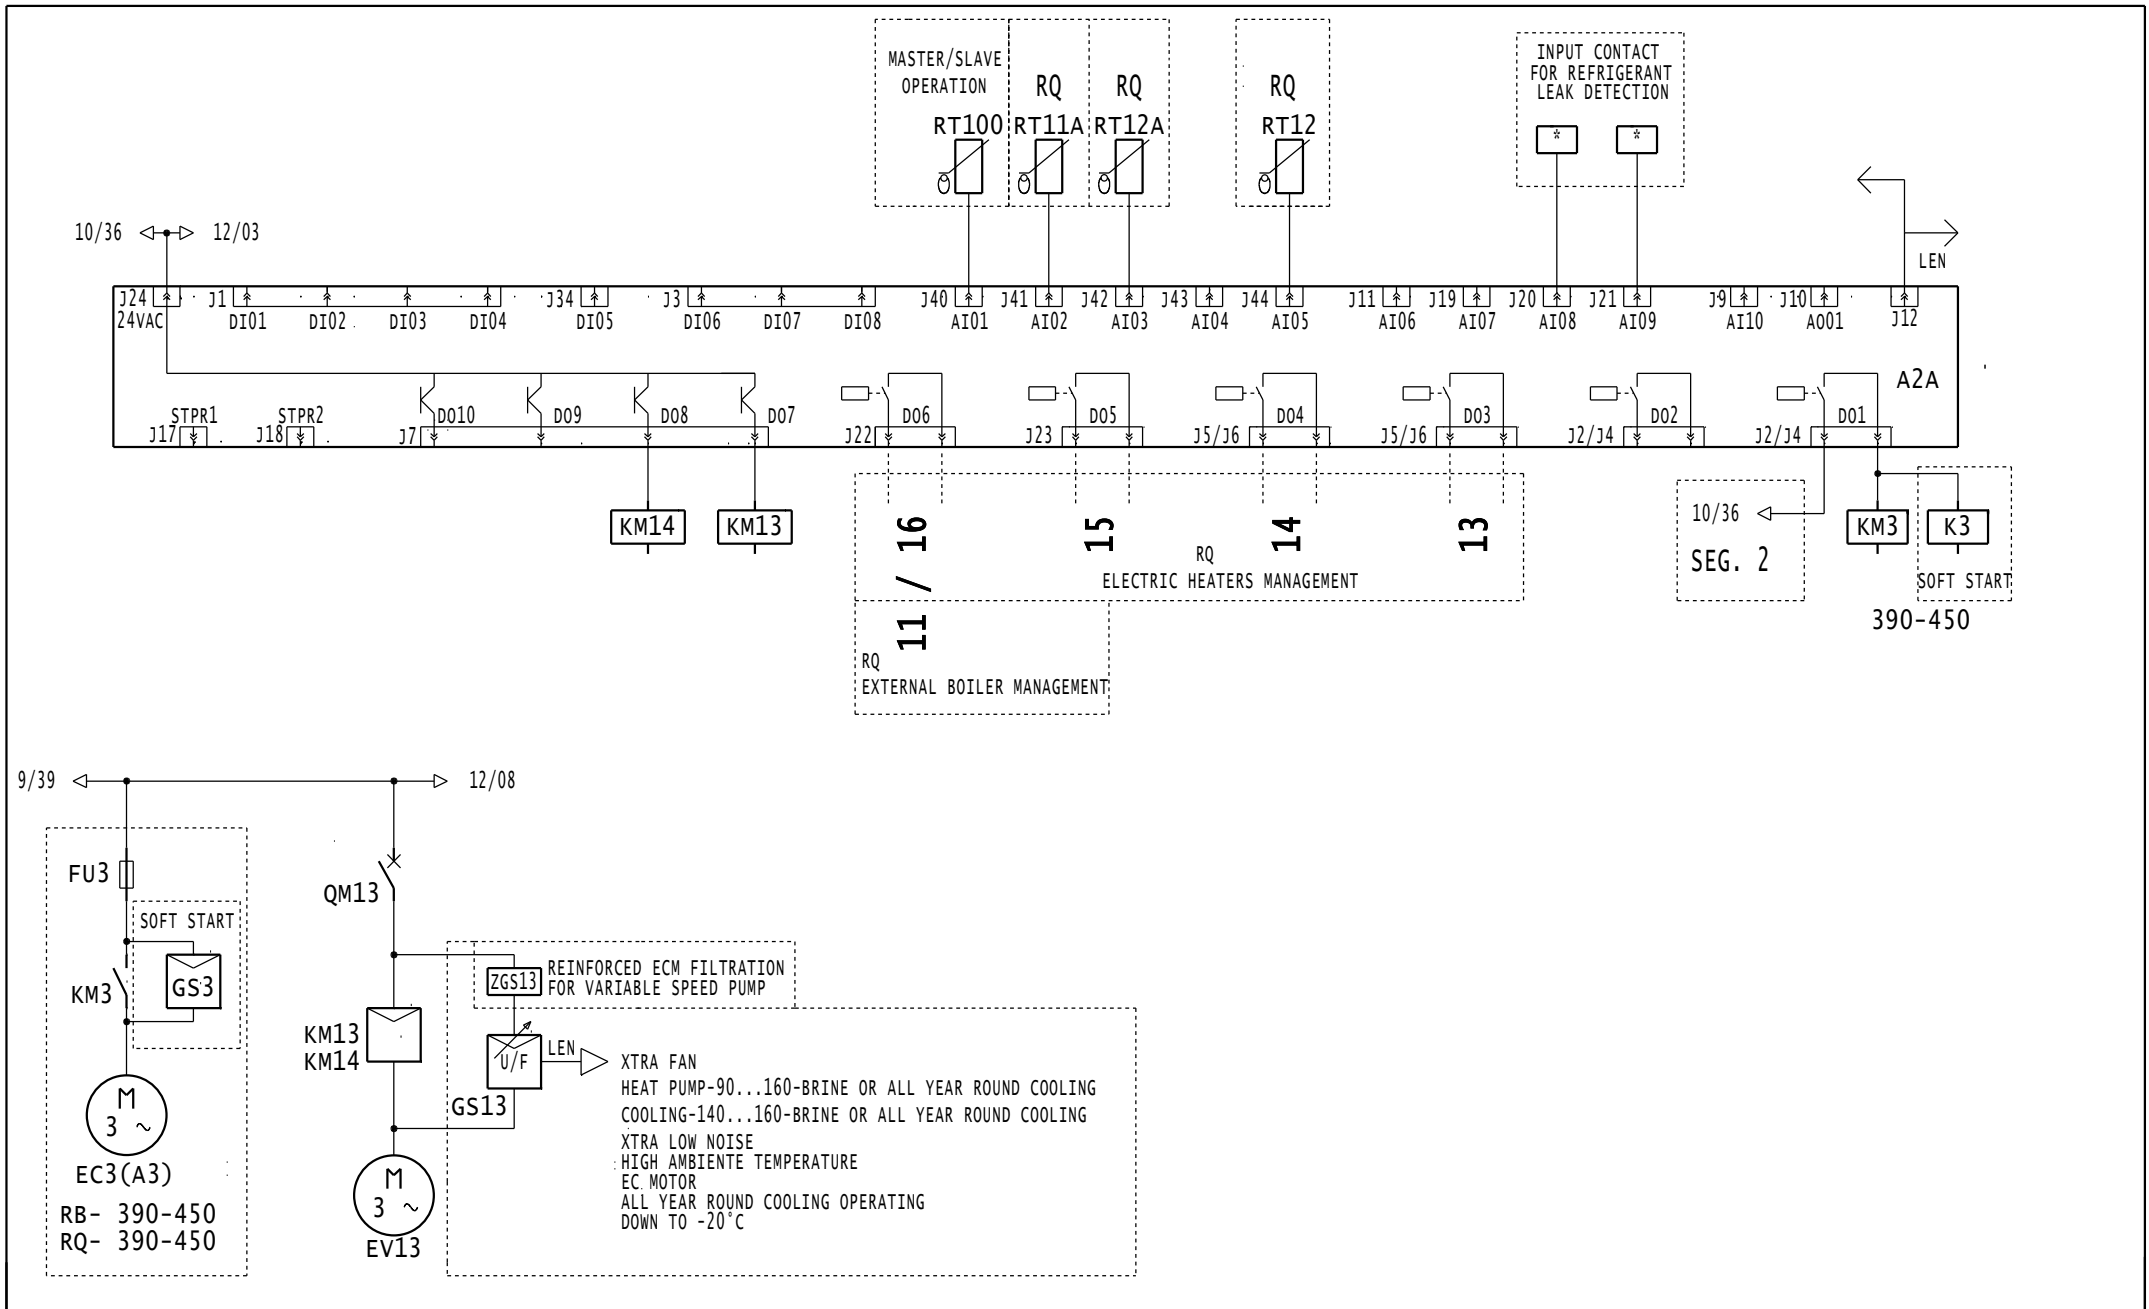 MASTER/SLAVE
OPERATION
RQ
RQ
RQ
RT100
RT11A
RT12A
RT12
INPUT CONTACT
FOR REFRIGERANT
LEAK DETECTION
*
*
10/36
12/03
LEN
J24
J1
J34
J3
J40
J41
J42
J43
J44
J11
J19
J20
J21
J9
J10
J12
24VAC
DI01
DI02
DI03
DI04
DI05
DI06
DI07
DI08
AI01
AI02
AI03
AI04
AI05
AI06
AI07
AI08
AI09
AI10
AO01
A2A
STPR1
STPR2
DO10
DO9
DO8
DO7
DO6
DO5
DO4
DO3
DO2
DO1
J17
J18
J7
J22
J23
J5/J6
J5/J6
J2/J4
J2/J4
KM14
KM13
11 / 16
15
14
13
RQ
ELECTRIC HEATERS MANAGEMENT
RQ
EXTERNAL BOILER MANAGEMENT
10/36
SEG. 2
KM3
K3
SOFT START
390-450
9/39
12/08
FU3
SOFT START
KM3
GS3
M
3 ~
EC3(A3)
RB- 390-450
RQ- 390-450
QM13
KM13
KM14
M
3 ~
EV13
ZGS13
REINFORCED ECM FILTRATION
FOR VARIABLE SPEED PUMP
U/F
LEN
GS13
XTRA FAN
HEAT PUMP-90...160-BRINE OR ALL YEAR ROUND COOLING
COOLING-140...160-BRINE OR ALL YEAR ROUND COOLING
XTRA LOW NOISE
HIGH AMBIENTE TEMPERATURE
EC MOTOR
ALL YEAR ROUND COOLING OPERATING
DOWN TO -20°C